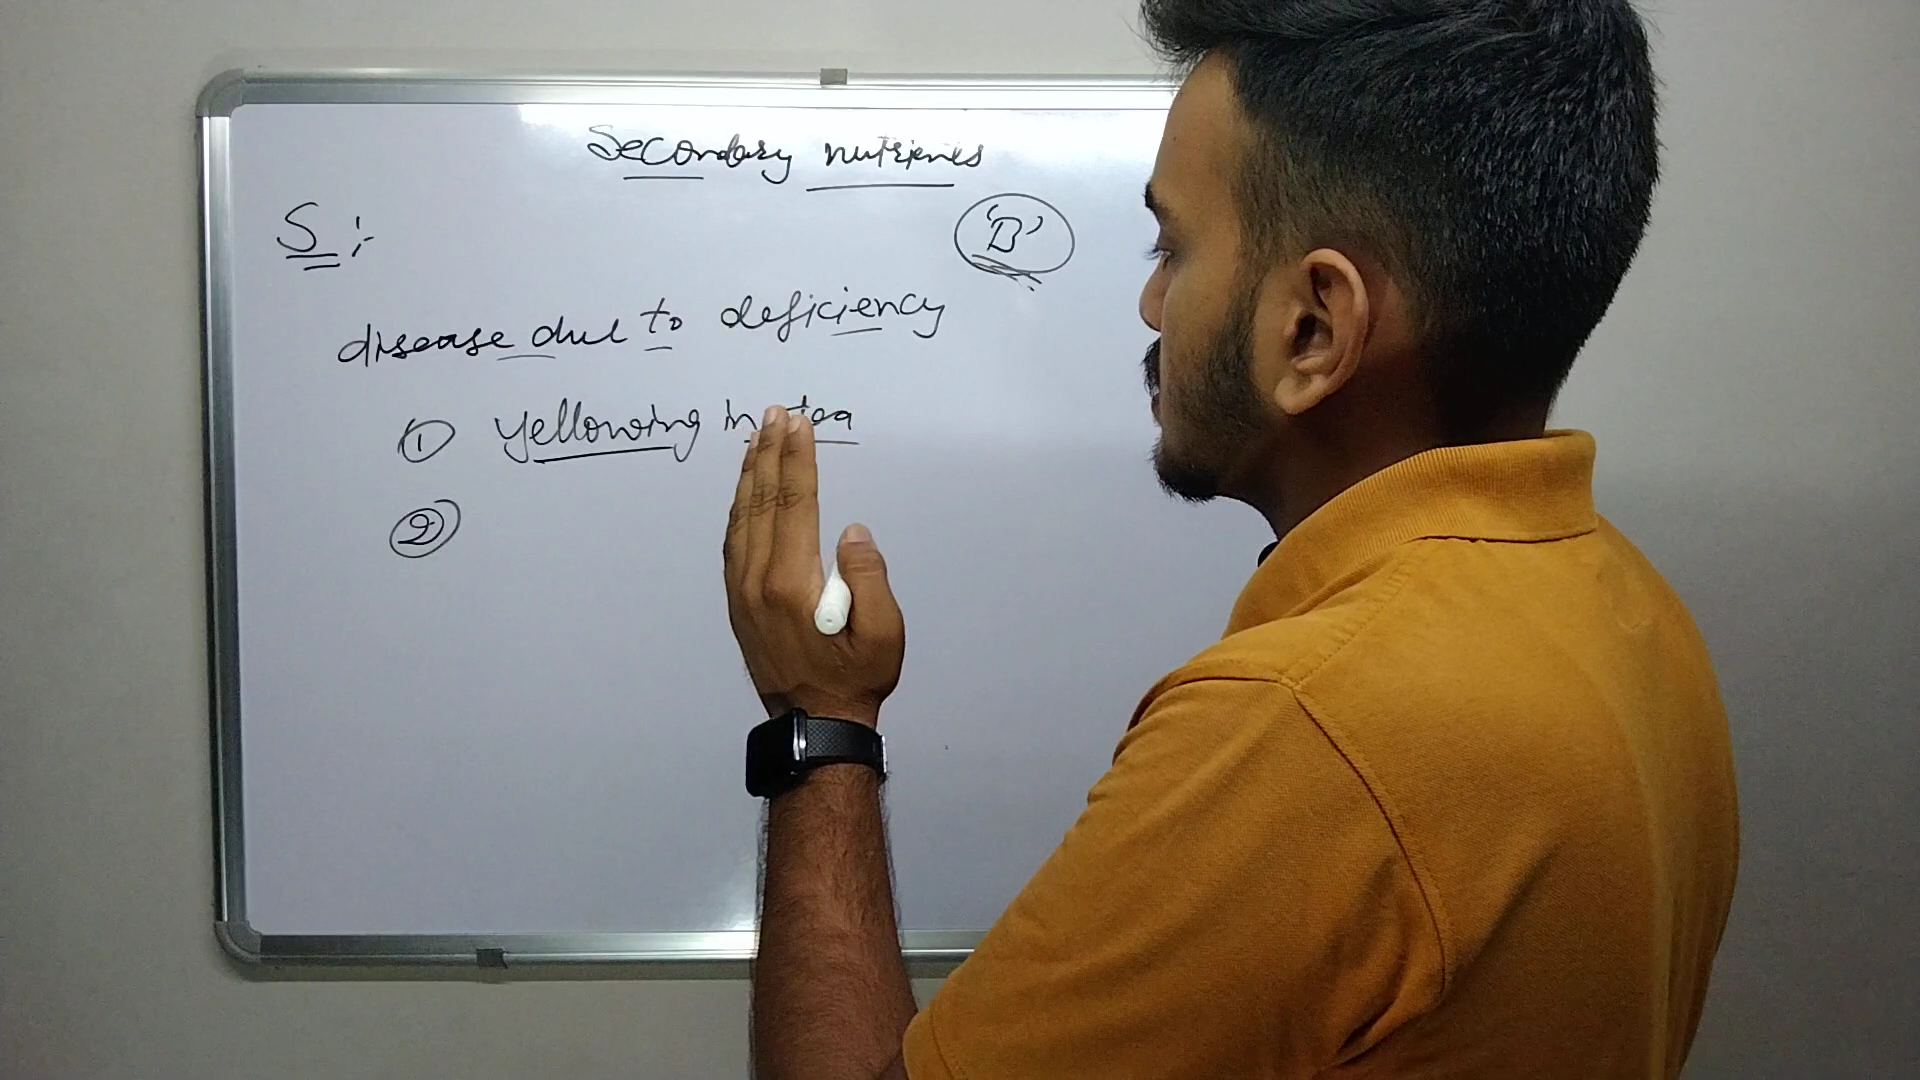 Secondary nutrients
S :-
'B'
disease due to deficiency
① Yellowing in tea
②